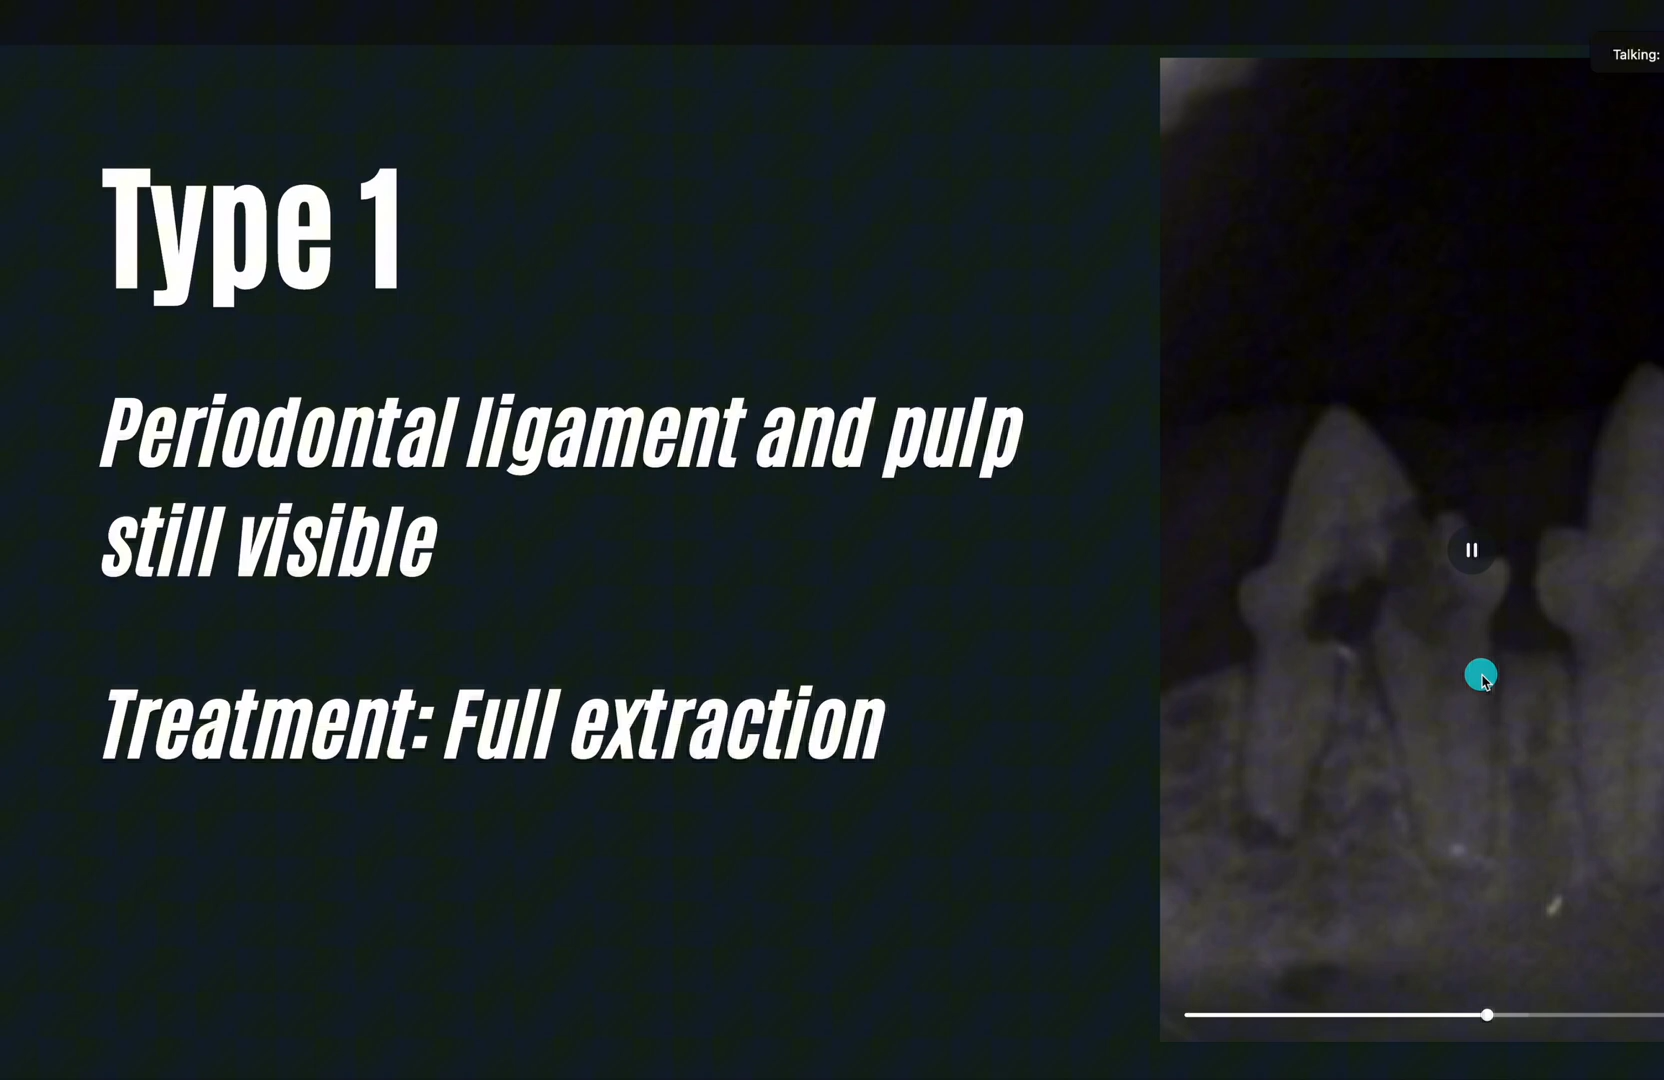 Talking:
Type 1
Periodontal ligament and pulp
still visible
Treatment: Full extraction